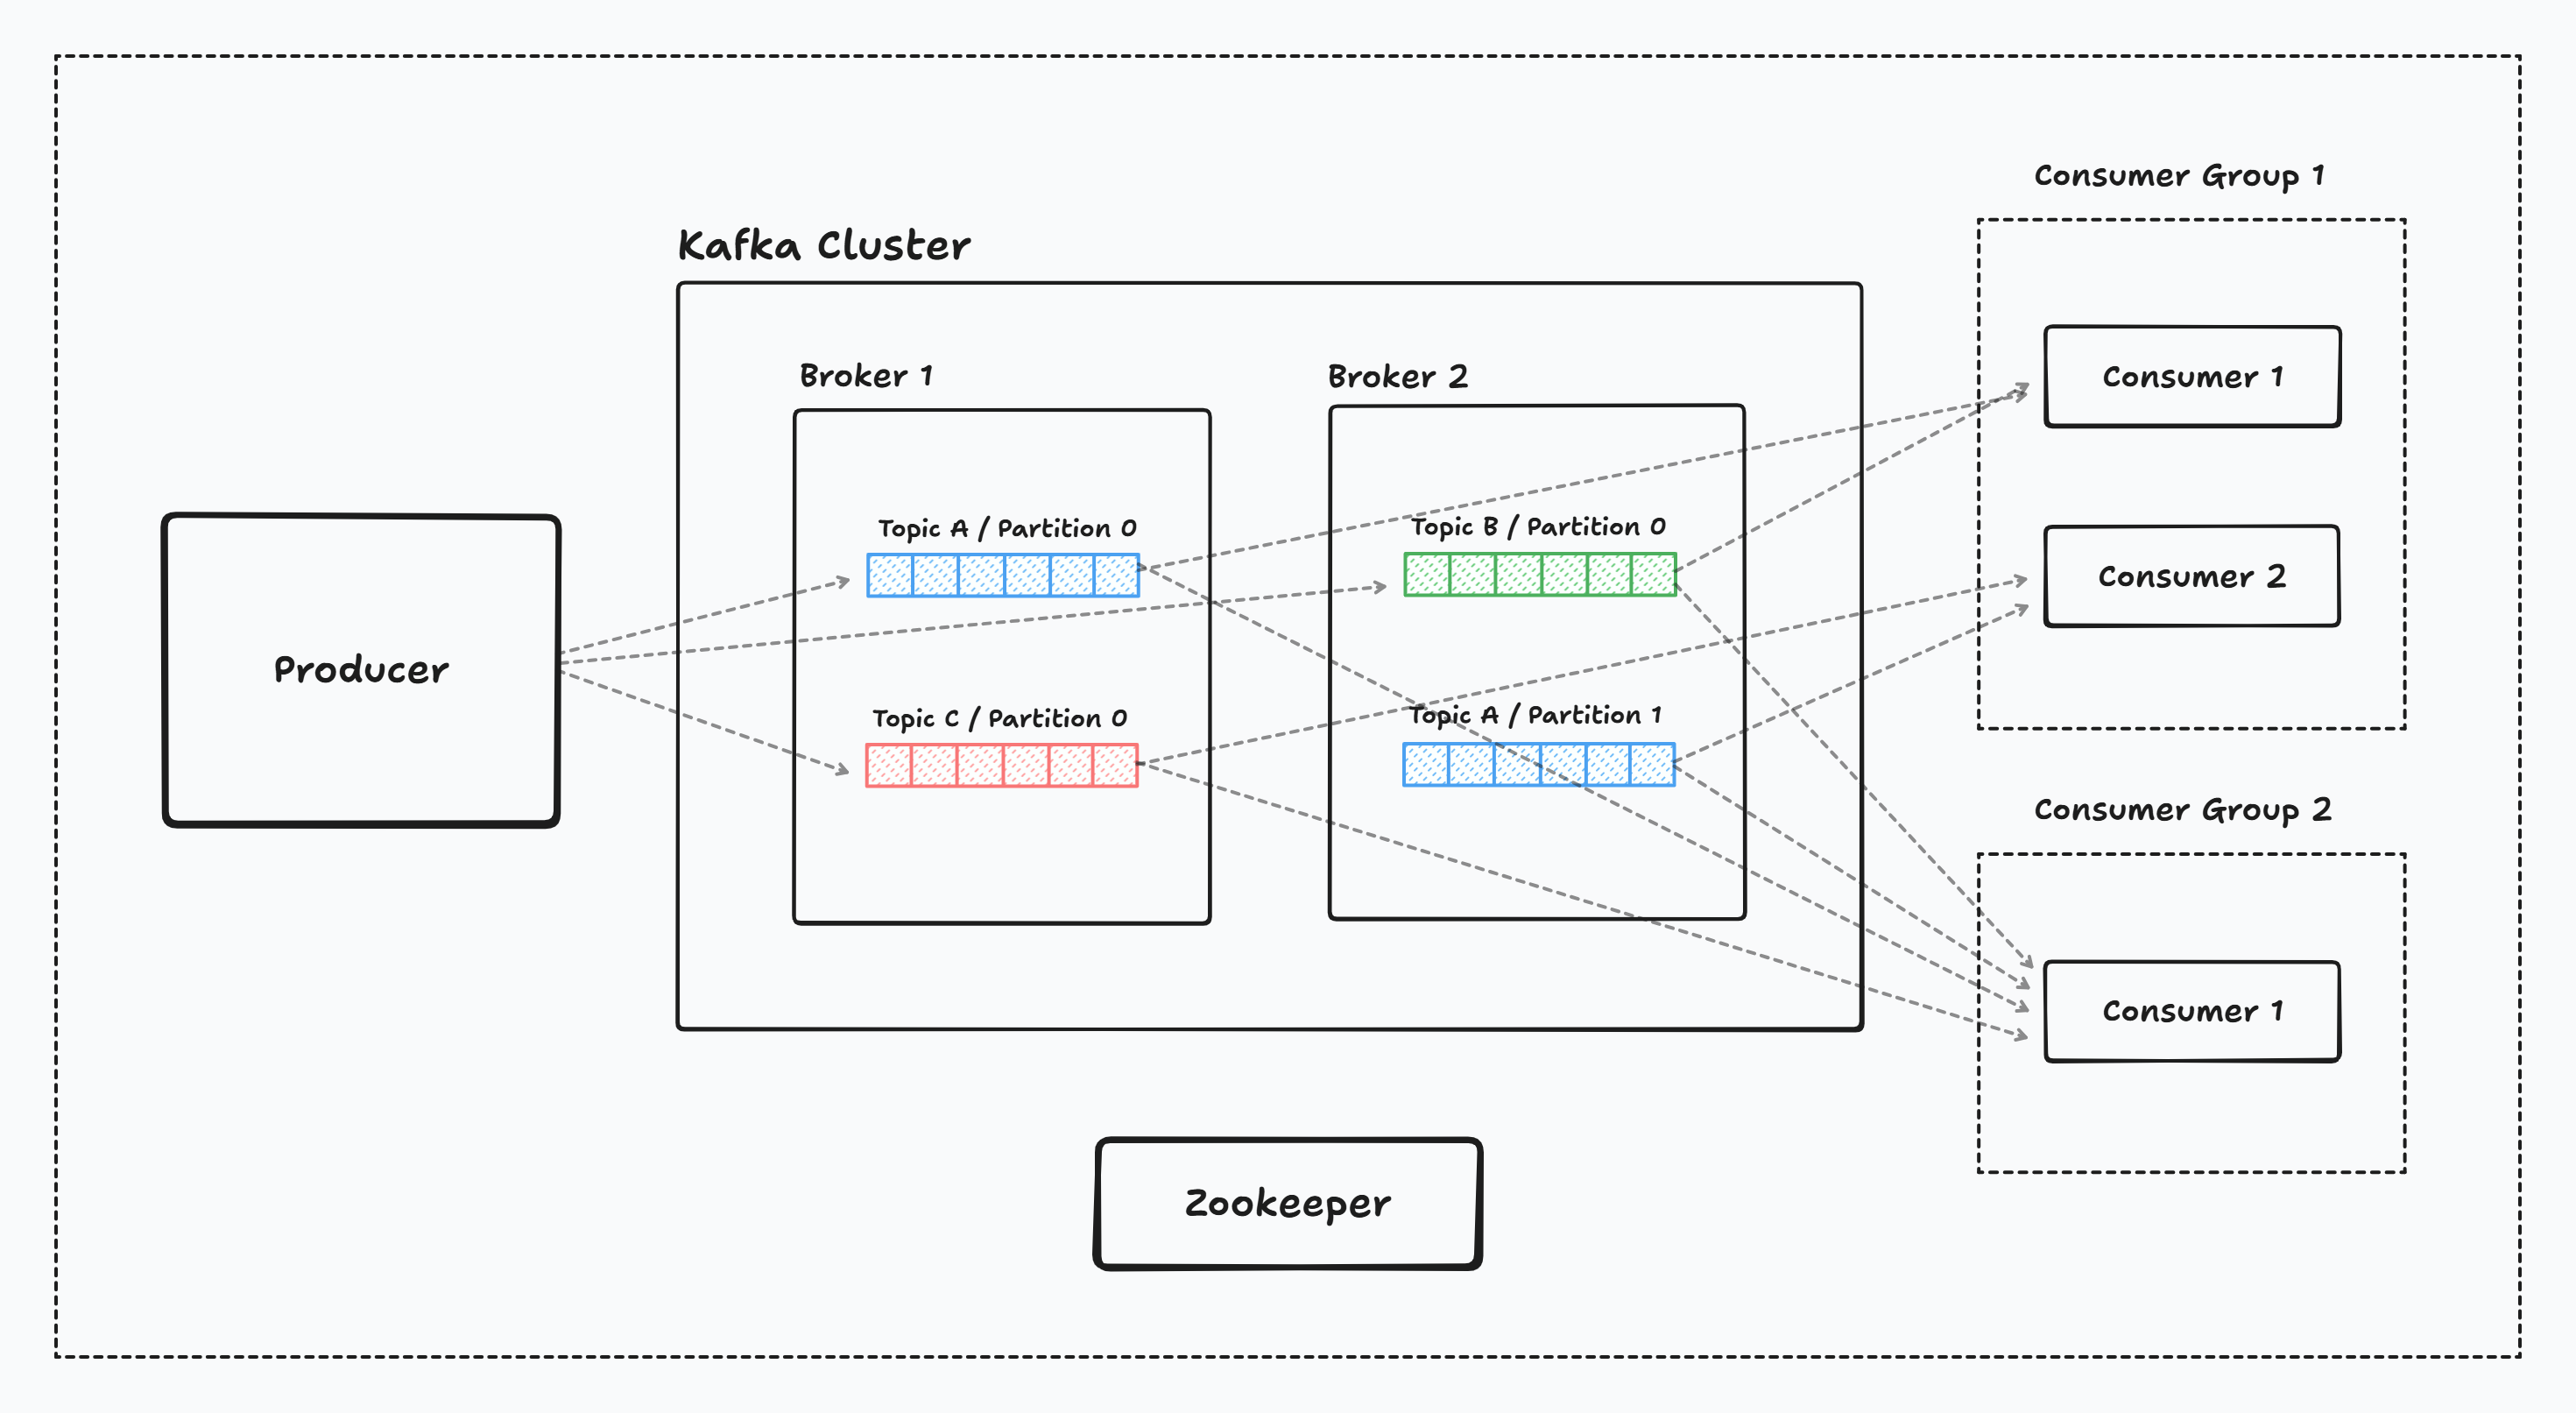 Consumer Group 1
Kafka Cluster
Broker 1
Broker 2
Consumer 1
Topic A / Partition 0
Topic B / Partition 0
Consumer 2
Producer
Topic C / Partition 0
Topic A / Partition 1
Consumer Group 2
Consumer 1
Zookeeper